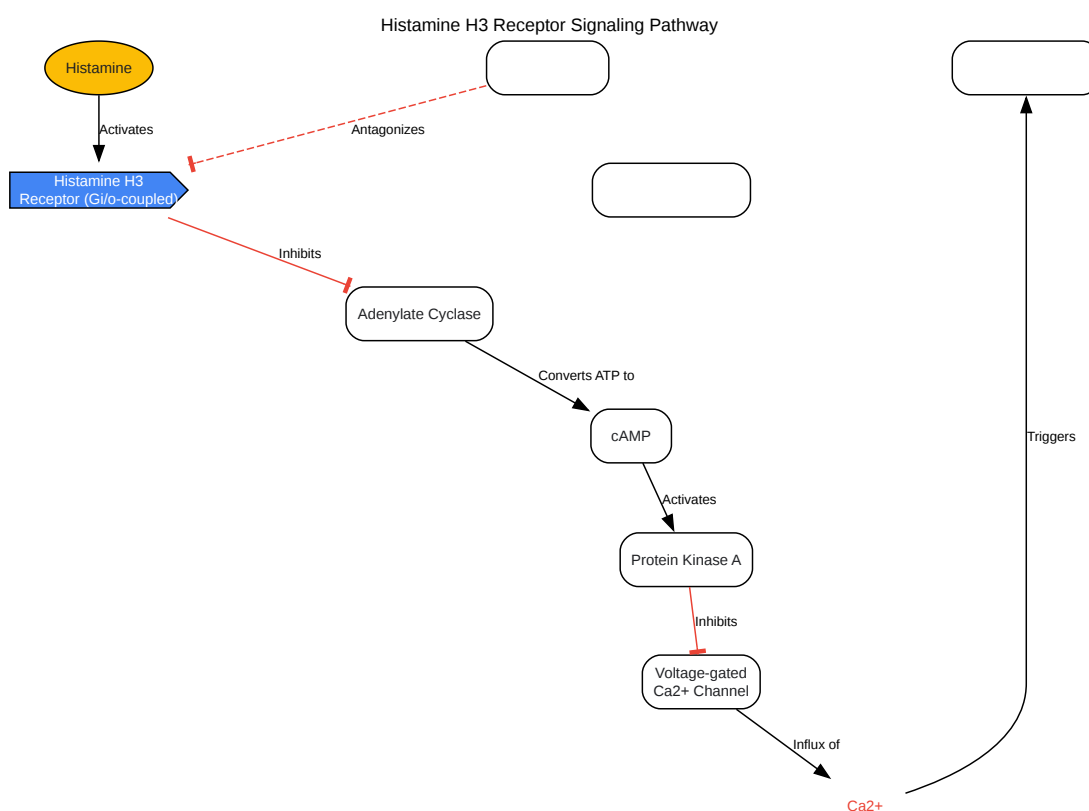 Histamine H3 Receptor Signaling Pathway
Histamine
Activates
Antagonizes
Histamine H3
Receptor (Gi/o-coupled)
Inhibits
Adenylate Cyclase
Converts ATP to
cAMP
Triggers
Activates
Protein Kinase A
Inhibits
Voltage-gated
Ca2+ Channel
Influx of
Ca2+